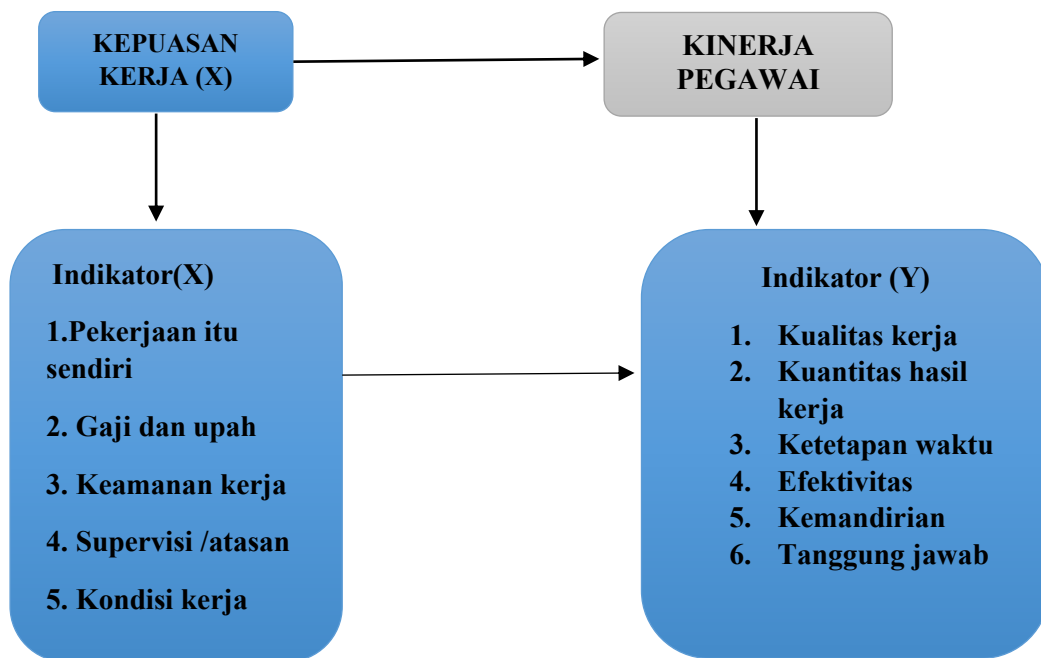 KEPUASAN
KERJA (X)
KINERJA
PEGAWAI
Indikator(X)
1.Pekerjaan itu
sendiri
2. Gaji dan upah
3. Keamanan kerja
4. Supervisi /atasan
5. Kondisi kerja
Indikator (Y)
1. Kualitas kerja
2. Kuantitas hasil
kerja
3. Ketetapan waktu
4. Efektivitas
5. Kemandirian
6. Tanggung jawab